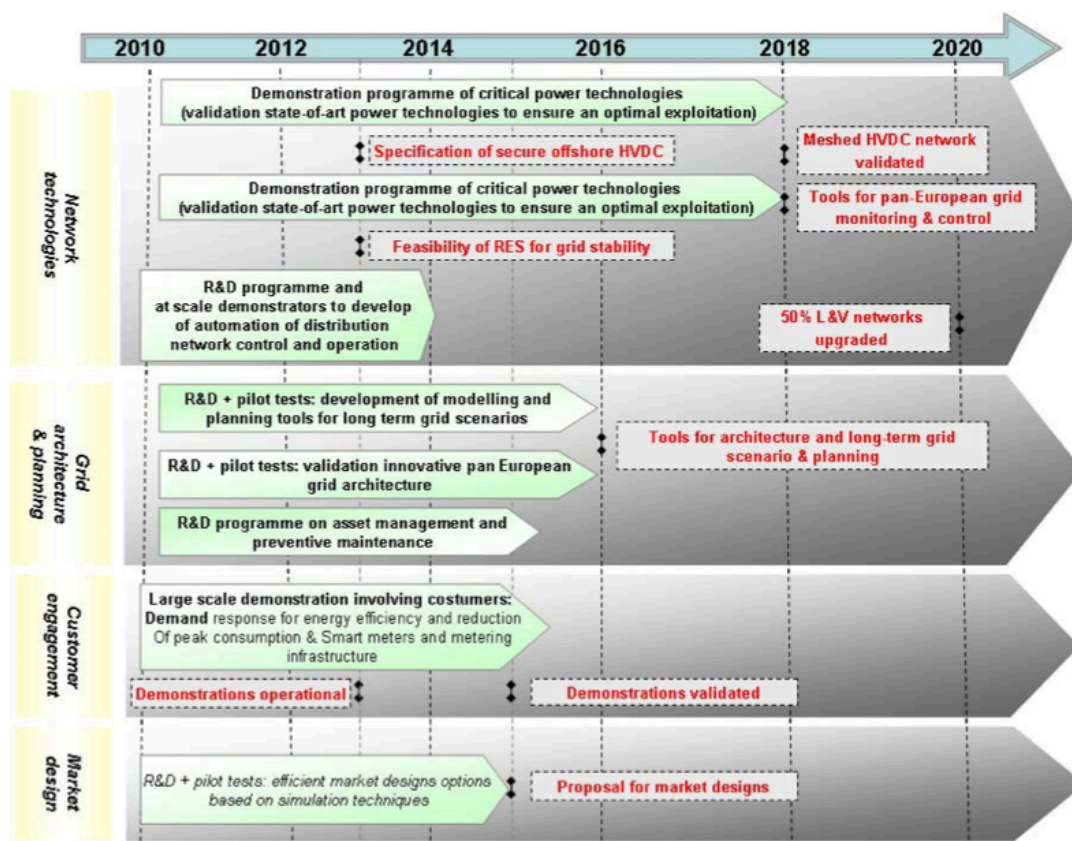 2010 2012 2014 2016 2018 2020
Network
technologies
Demonstration programme of critical power technologies
(validation state-of-art power technologies to ensure an optimal exploitation)
Specification of secure offshore HVDC
Meshed HVDC network
validated
Demonstration programme of critical power technologies
(validation state-of-art power technologies to ensure an optimal exploitation)
Tools for pan-European grid
monitoring & control
Feasibility of RES for grid stability
R&D programme and
at scale demonstrators to develop
of automation of distribution
network control and operation
50% L&V networks
upgraded
Grid
architecture
& planning
R&D + pilot tests: development of modelling and
planning tools for long term grid scenarios
Tools for architecture and long-term grid
scenario & planning
R&D + pilot tests: validation innovative pan European
grid architecture
R&D programme on asset management and
preventive maintenance
Customer
engagement
Large scale demonstration involving costumers:
Demand response for energy efficiency and reduction
Of peak consumption & Smart meters and metering
infrastructure
Demonstrations operational
Demonstrations validated
Market
design
R&D + pilot tests: efficient market designs options
based on simulation techniques
Proposal for market designs